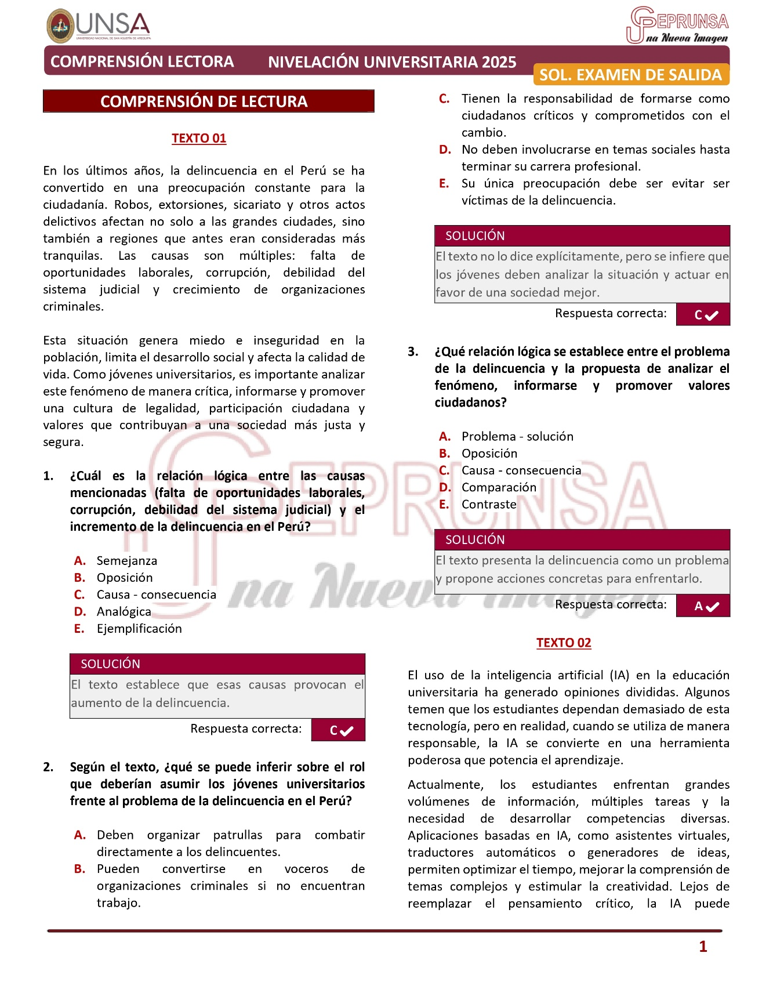 UNSA
UNIVERSIDAD NACIONAL DE SAN AGUSTÍN DE AREQUIPA
CEPRUNSA
Una Nueva Imagen
COMPRENSIÓN LECTORA NIVELACIÓN UNIVERSITARIA 2025
SOL. EXAMEN DE SALIDA
COMPRENSIÓN DE LECTURA
TEXTO 01
En los últimos años, la delincuencia en el Perú se ha
convertido en una preocupación constante para la
ciudadanía. Robos, extorsiones, sicariato y otros actos
delictivos afectan no solo a las grandes ciudades, sino
también a regiones que antes eran consideradas más
tranquilas. Las causas son múltiples: falta de
oportunidades laborales, corrupción, debilidad del
sistema judicial y crecimiento de organizaciones
criminales.
Esta situación genera miedo e inseguridad en la
población, limita el desarrollo social y afecta la calidad de
vida. Como jóvenes universitarios, es importante analizar
este fenómeno de manera crítica, informarse y promover
una cultura de legalidad, participación ciudadana y
valores que contribuyan a una sociedad más justa y
segura.
1. ¿Cuál es la relación lógica entre las causas
mencionadas (falta de oportunidades laborales,
corrupción, debilidad del sistema judicial) y el
incremento de la delincuencia en el Perú?
A. Semejanza
B. Oposición
C. Causa - consecuencia
D. Analógica
E. Ejemplificación
SOLUCIÓN
El texto establece que esas causas provocan el
aumento de la delincuencia.
Respuesta correcta: C
2. Según el texto, ¿qué se puede inferir sobre el rol
que deberían asumir los jóvenes universitarios
frente al problema de la delincuencia en el Perú?
A. Deben organizar patrullas para combatir
directamente a los delincuentes.
B. Pueden convertirse en voceros de
organizaciones criminales si no encuentran
trabajo.
C. Tienen la responsabilidad de formarse como
ciudadanos críticos y comprometidos con el
cambio.
D. No deben involucrarse en temas sociales hasta
terminar su carrera profesional.
E. Su única preocupación debe ser evitar ser
víctimas de la delincuencia.
SOLUCIÓN
El texto no lo dice explícitamente, pero se infiere que
los jóvenes deben analizar la situación y actuar en
favor de una sociedad mejor.
Respuesta correcta: C
3. ¿Qué relación lógica se establece entre el problema
de la delincuencia y la propuesta de analizar el
fenómeno, informarse y promover valores
ciudadanos?
A. Problema - solución
B. Oposición
C. Causa - consecuencia
D. Comparación
E. Contraste
SOLUCIÓN
El texto presenta la delincuencia como un problema
y propone acciones concretas para enfrentarlo.
Respuesta correcta: A
TEXTO 02
El uso de la inteligencia artificial (IA) en la educación
universitaria ha generado opiniones divididas. Algunos
temen que los estudiantes dependan demasiado de esta
tecnología, pero en realidad, cuando se utiliza de manera
responsable, la IA se convierte en una herramienta
poderosa que potencia el aprendizaje.
Actualmente, los estudiantes enfrentan grandes
volúmenes de información, múltiples tareas y la
necesidad de desarrollar competencias diversas.
Aplicaciones basadas en IA, como asistentes virtuales,
traductores automáticos o generadores de ideas,
permiten optimizar el tiempo, mejorar la comprensión de
temas complejos y estimular la creatividad. Lejos de
reemplazar el pensamiento crítico, la IA puede
CEPRUNSA
Una Nueva Imagen
1